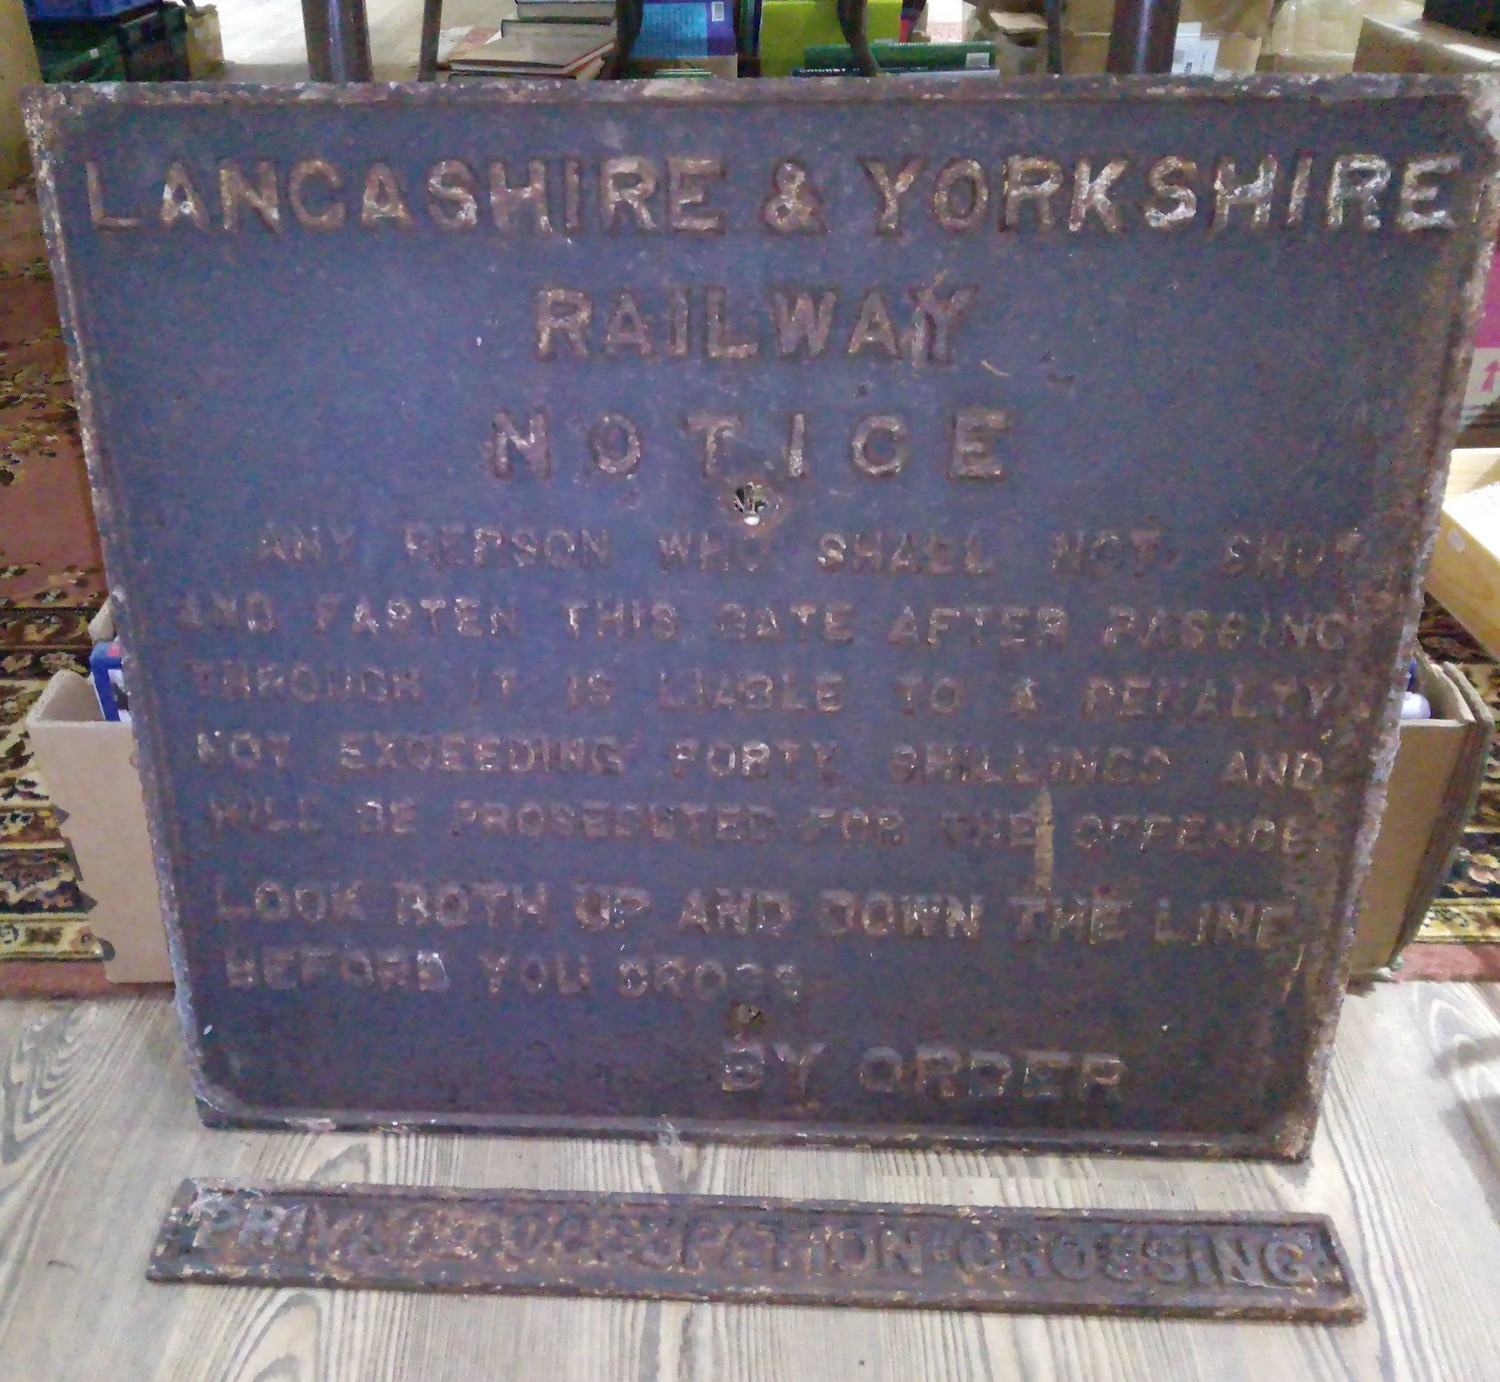 LANCASHIRE & YORKSHIRE
RAILWAY
NOTICE
ANY PERSON WHO SHALL NOT SHUT
AND FASTEN THIS GATE AFTER PASSING
THROUGH IT IS LIABLE TO A PENALTY
NOT EXCEEDING FORTY SHILLINGS AND
WILL BE PROSECUTED FOR THE OFFENCE
LOOK BOTH UP AND DOWN THE LINE
BEFORE YOU CROSS
BY ORDER
PRIVATE OCCUPATION CROSSING